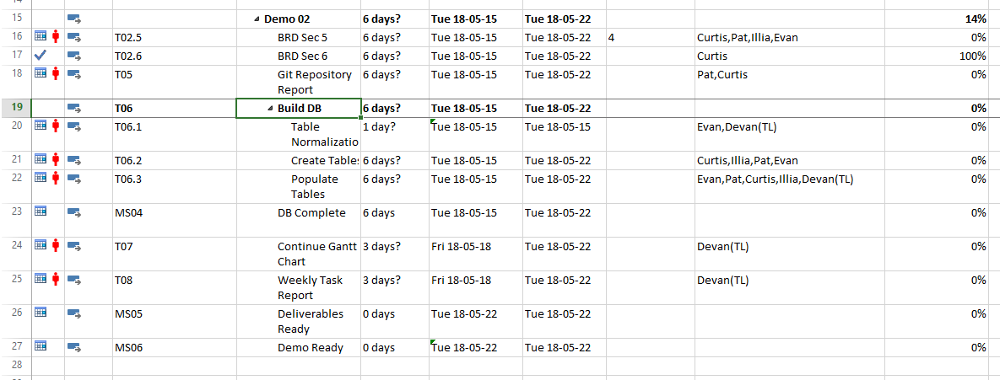 15 Demo 02 6 days? Tue 18-05-15 Tue 18-05-22 14%
16 T02.5 BRD Sec 5 6 days? Tue 18-05-15 Tue 18-05-22 4 Curtis,Pat,Illia,Evan 0%
17 T02.6 BRD Sec 6 6 days? Tue 18-05-15 Tue 18-05-22 Curtis 100%
18 T05 Git Repository 6 days? Tue 18-05-15 Tue 18-05-22 Pat,Curtis 0%
Report
19 T06 Build DB 6 days? Tue 18-05-15 Tue 18-05-22 0%
20 T06.1 Table 1 day? Tue 18-05-15 Tue 18-05-15 Evan,Devan(TL) 0%
Normalizatio
21 T06.2 Create Tables 6 days? Tue 18-05-15 Tue 18-05-22 Curtis,Illia,Pat,Evan 0%
22 T06.3 Populate 6 days? Tue 18-05-15 Tue 18-05-22 Evan,Pat,Curtis,Illia,Devan(TL) 0%
Tables
23 MS04 DB Complete 6 days Tue 18-05-15 Tue 18-05-22 0%
24 T07 Continue Gantt 3 days? Fri 18-05-18 Tue 18-05-22 Devan(TL) 0%
Chart
25 T08 Weekly Task 3 days? Fri 18-05-18 Tue 18-05-22 Devan(TL) 0%
Report
26 MS05 Deliverables 0 days Tue 18-05-22 Tue 18-05-22 0%
Ready
27 MS06 Demo Ready 0 days Tue 18-05-22 Tue 18-05-22 0%
28